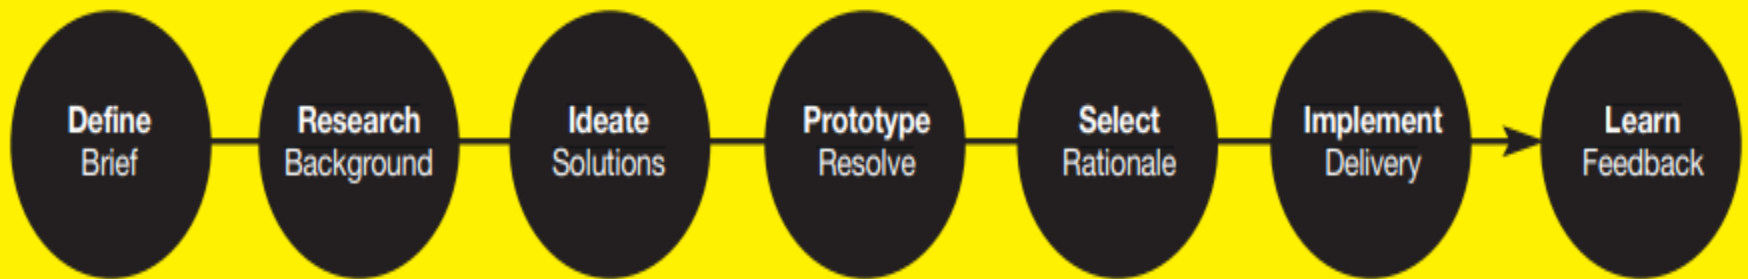 Define
Brief
Research
Background
Ideate
Solutions
Prototype
Resolve
Select
Rationale
Implement
Delivery
Learn
Feedback